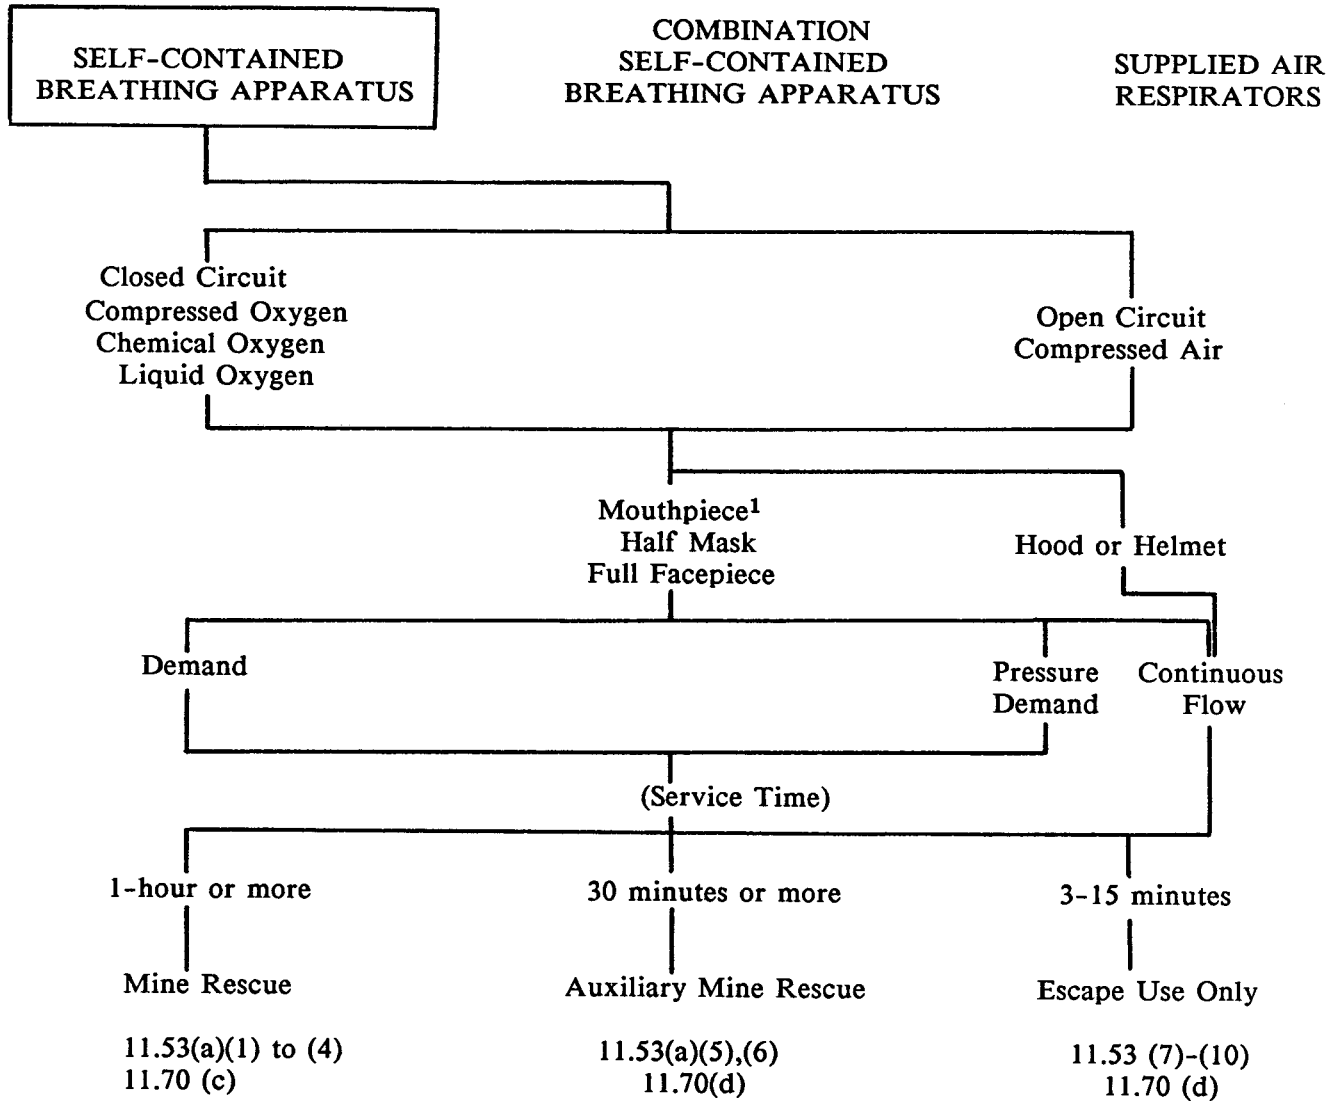 SELF-CONTAINED
BREATHING APPARATUS
COMBINATION
SELF-CONTAINED
BREATHING APPARATUS
SUPPLIED AIR
RESPIRATORS
Closed Circuit
Compressed Oxygen
Chemical Oxygen
Liquid Oxygen
Open Circuit
Compressed Air
Mouthpiece¹
Half Mask
Full Facepiece
Hood or Helmet
Demand
Pressure
Demand
Continuous
Flow
(Service Time)
1-hour or more
30 minutes or more
3-15 minutes
Mine Rescue
Auxiliary Mine Rescue
Escape Use Only
11.53(a)(1) to (4)
11.70 (c)
11.53(a)(5),(6)
11.70(d)
11.53 (7)-(10)
11.70 (d)